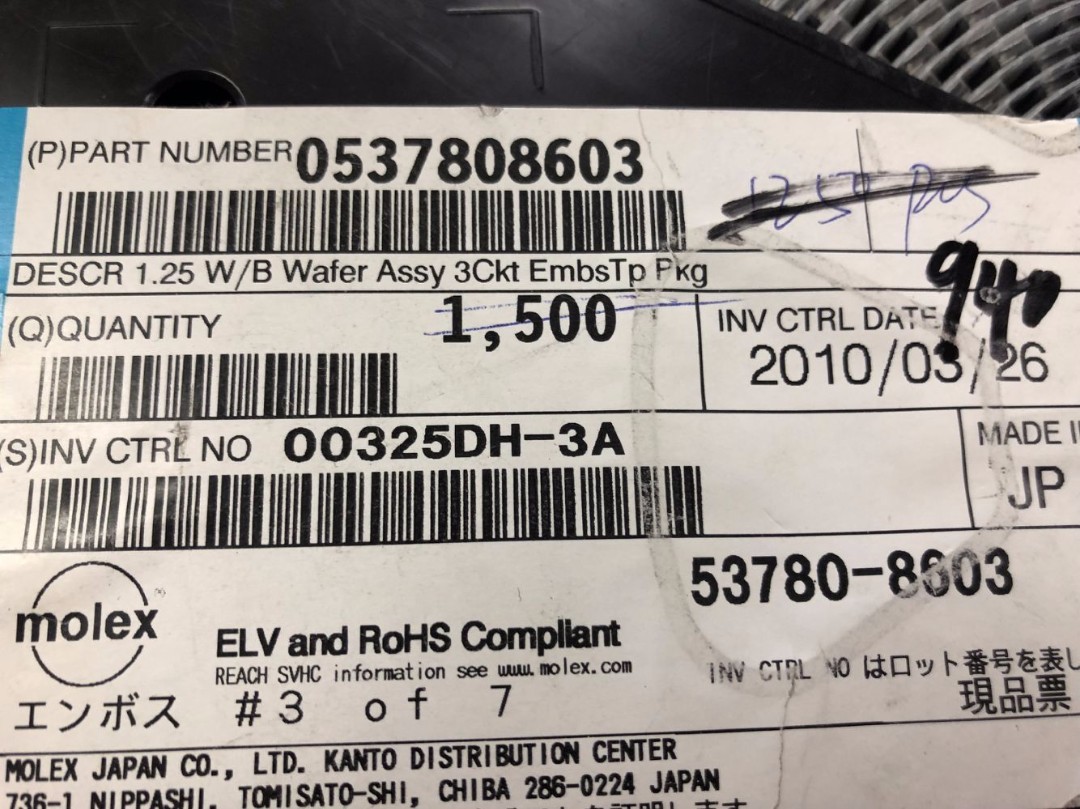 (P)PART NUMBER 0537808603
1257 pcs
DESCR 1.25 W/B Wafer Assy 3Ckt EmbsTp Pkg
940
(Q)QUANTITY 1,500
INV CTRL DATE
2010/03/26
(S)INV CTRL NO 00325DH-3A
MADE
JP
53780-8603
molex
ELV and RoHS Compliant
REACH SVHC information see www.molex.com
INV CTRL NO はロット番号を表し
エンボス #3 of 7
現品票
MOLEX JAPAN CO., LTD. KANTO DISTRIBUTION CENTER
736-1 NIPPASHI, TOMISATO-SHI, CHIBA 286-0224 JAPAN